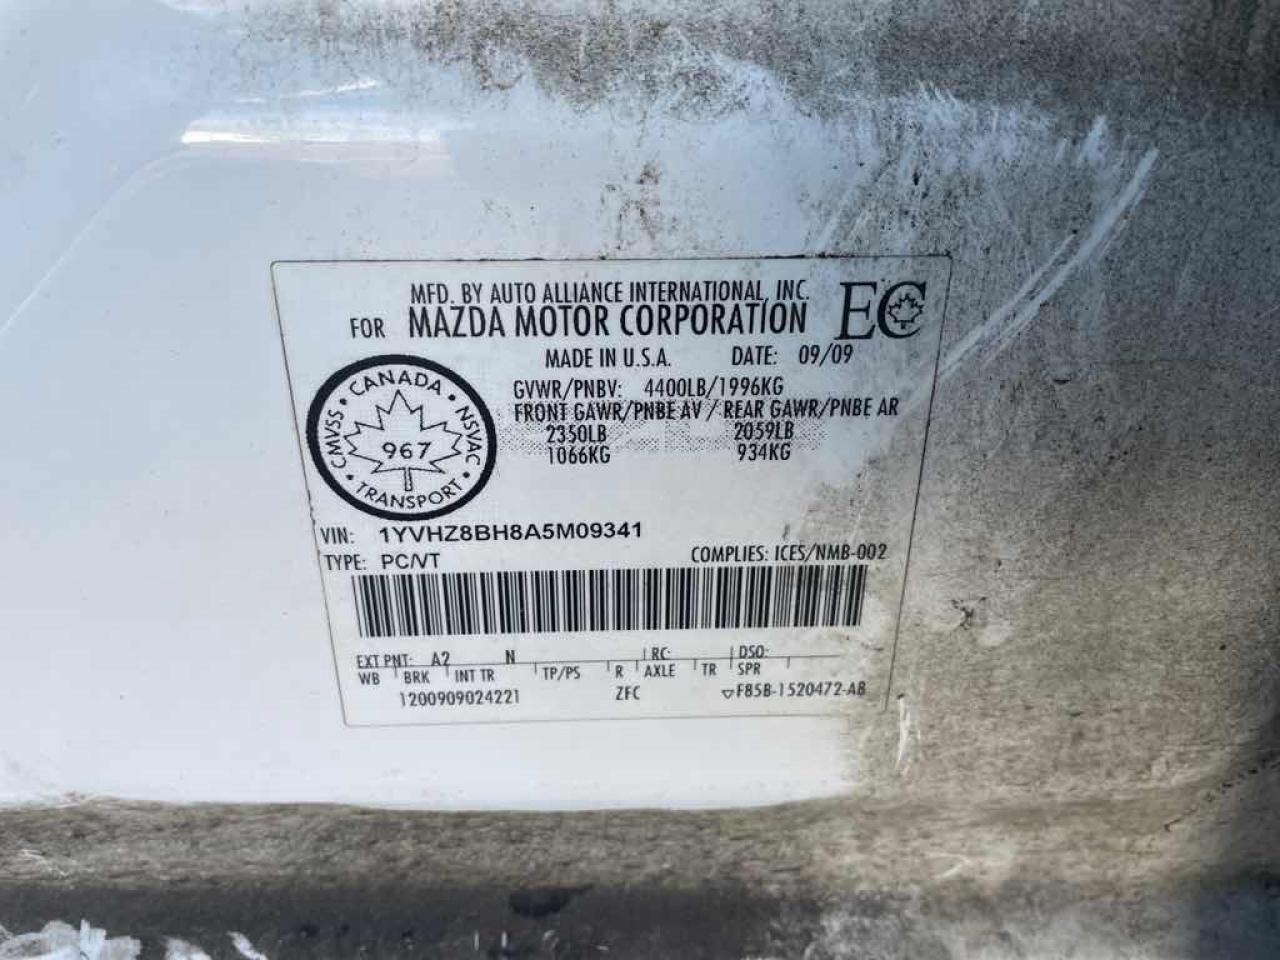 MFD. BY AUTO ALLIANCE INTERNATIONAL, INC.
FOR MAZDA MOTOR CORPORATION
EC
MADE IN U.S.A. DATE: 09/09
GVWR/PNBV: 4400LB/1996KG
FRONT GAWR/PNBE AV / REAR GAWR/PNBE AR
2350LB 2059LB
1066KG 934KG
CANADA
CMVSS • NSVAC
967
TRANSPORT
VIN: 1YVHZ8BH8A5M09341
TYPE: PC/VT COMPLIES: ICES/NMB-002
EXT PNT: A2 N RC: DSO:
WB BRK INT TR TP/PS R AXLE TR SPR
1200909024221 ZFC F85B-1520472-AB